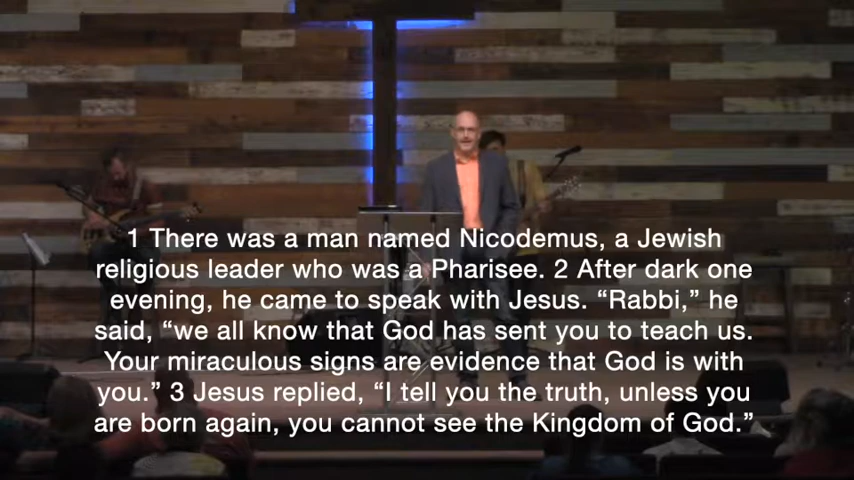 1 There was a man named Nicodemus, a Jewish
religious leader who was a Pharisee. 2 After dark one
evening, he came to speak with Jesus. “Rabbi,” he
said, “we all know that God has sent you to teach us.
Your miraculous signs are evidence that God is with
you.” 3 Jesus replied, “I tell you the truth, unless you
are born again, you cannot see the Kingdom of God.”